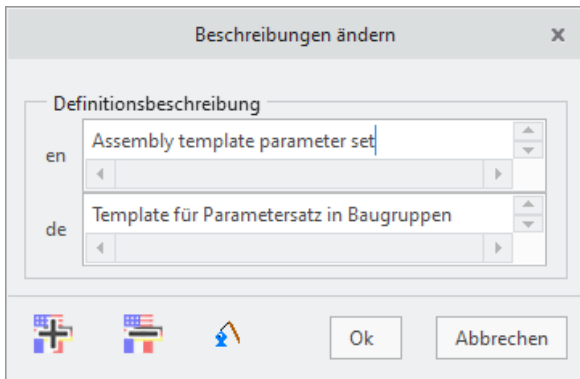 Beschreibungen ändern
Definitionsbeschreibung
en
Assembly template parameter set
de
Template für Parametersatz in Baugruppen
Ok
Abbrechen